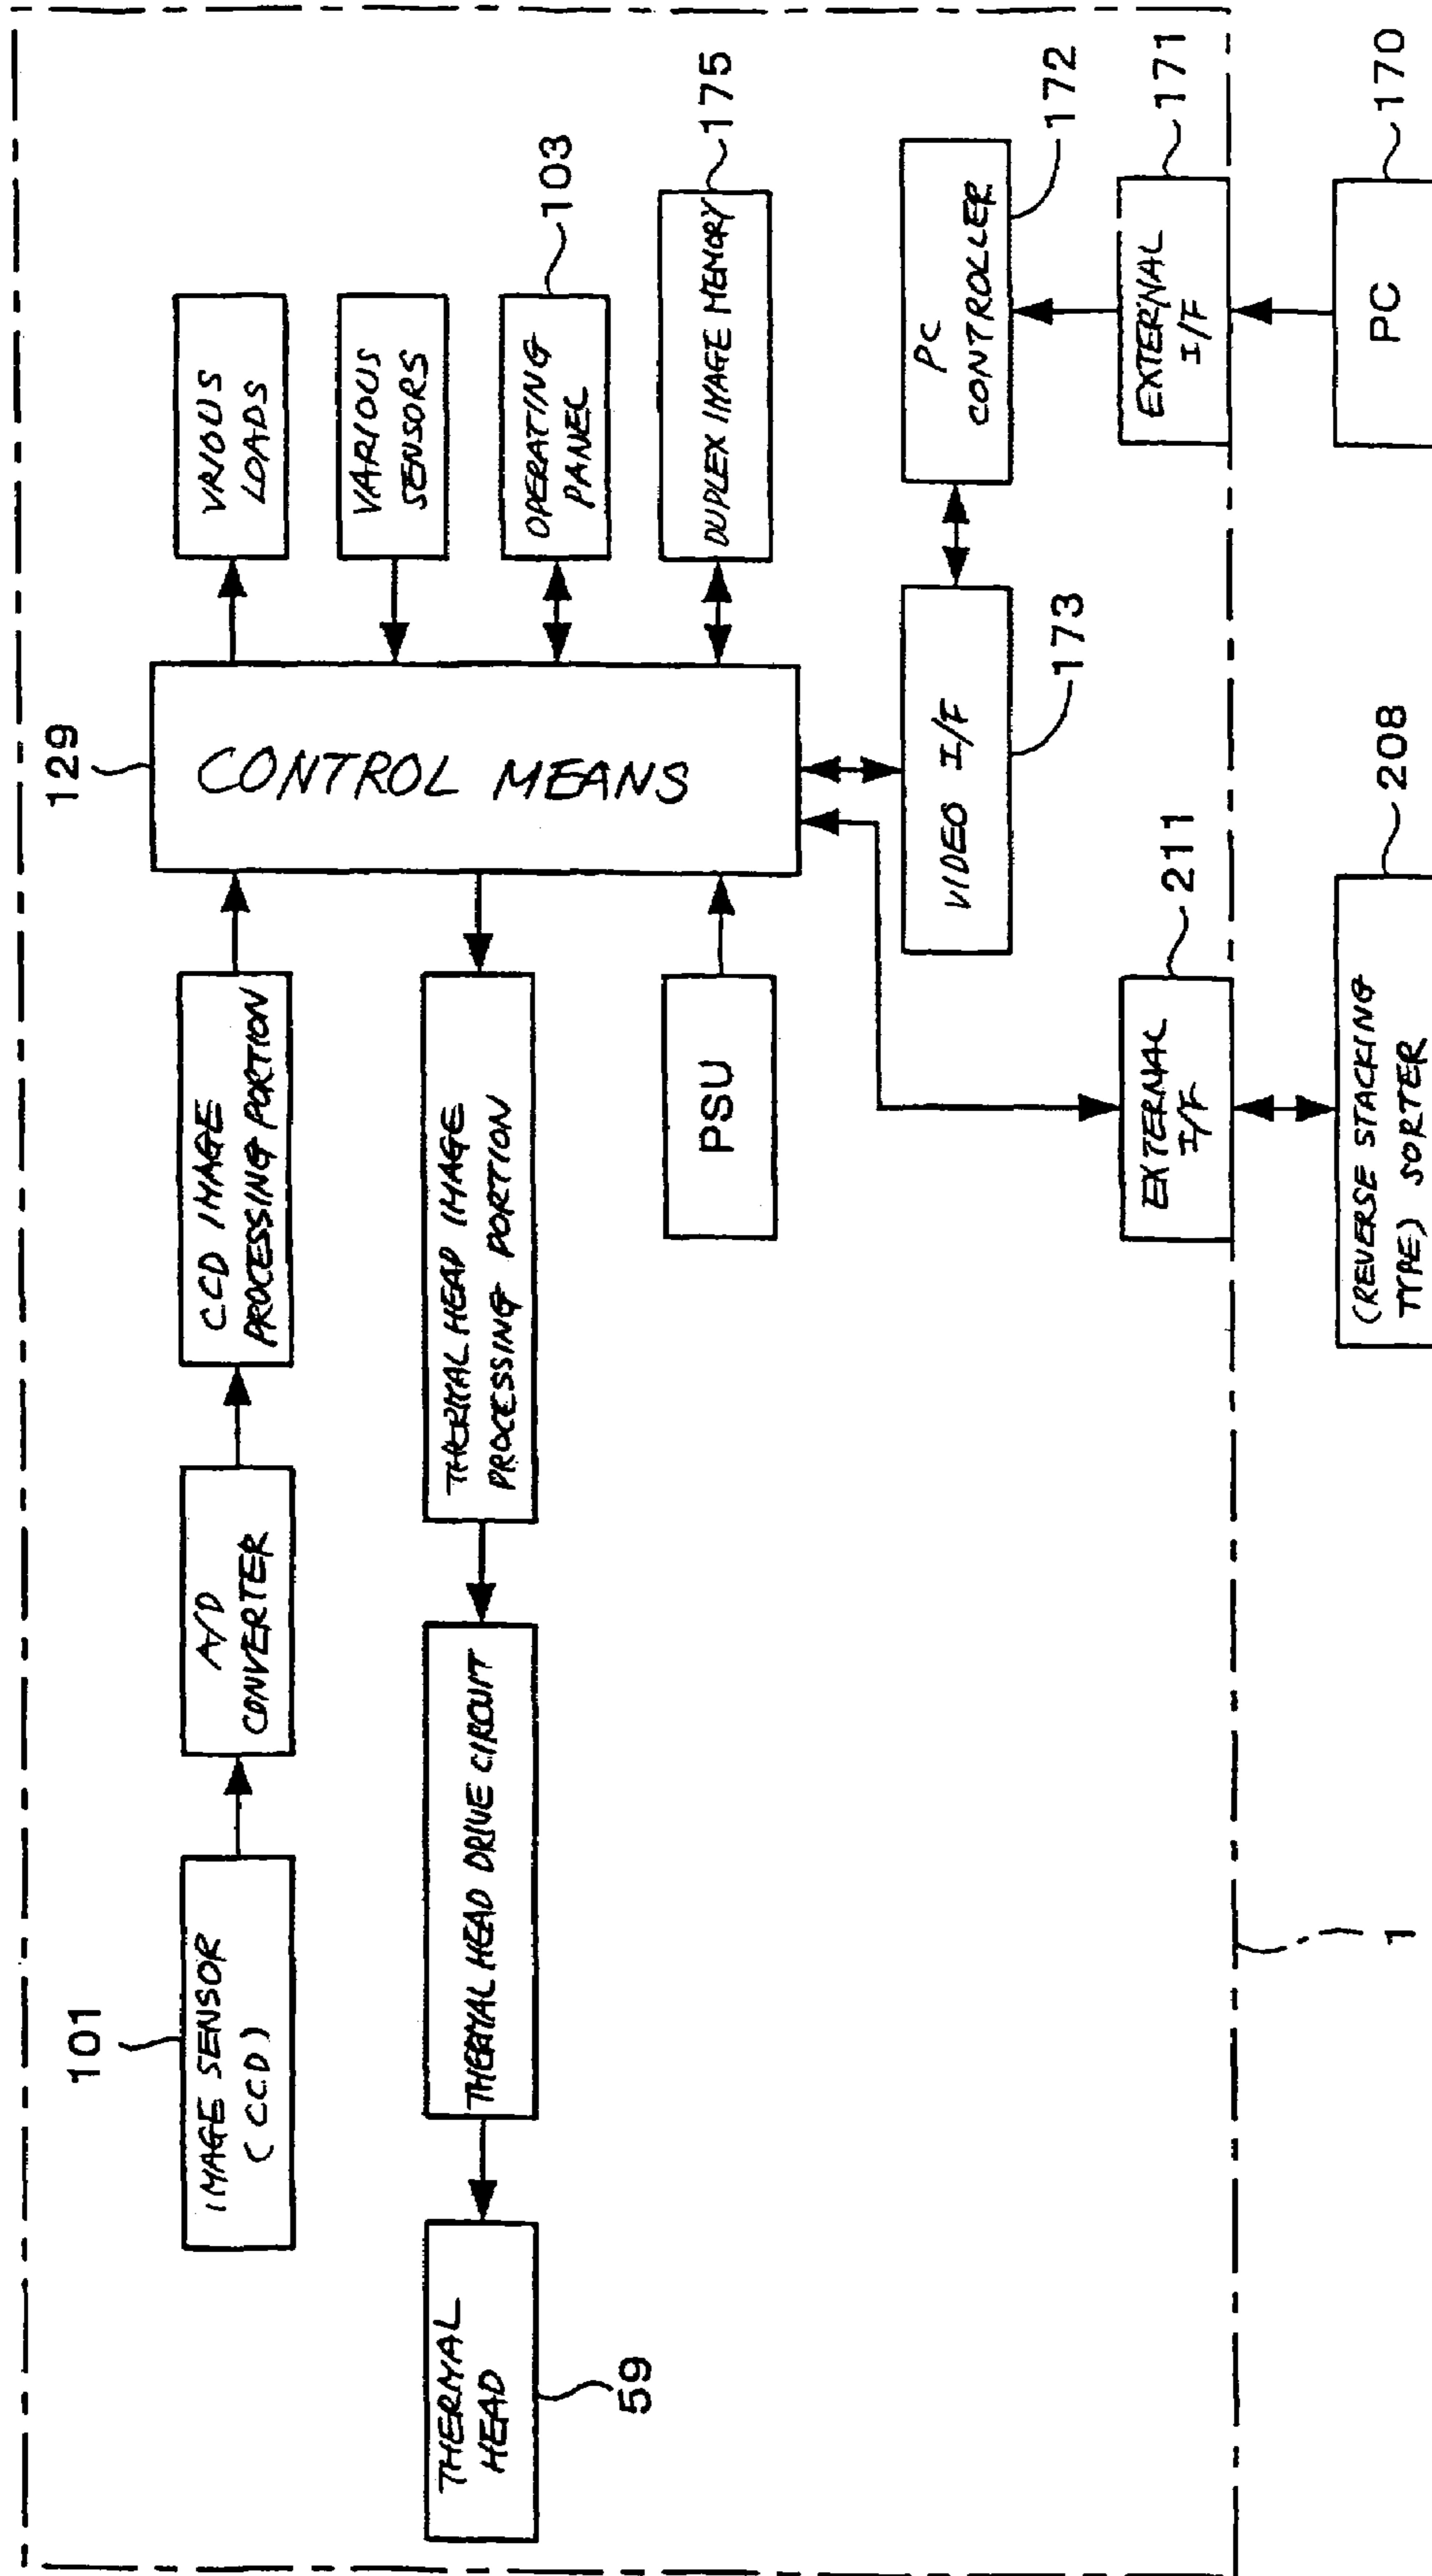 129
101
IMAGE SENSOR
(CCD)
A/D
CONVERTER
CCD IMAGE
PROCESSING PORTION
CONTROL MEANS
VRIOUS
LOADS
VARIOUS
SENSORS
OPERATING
PANEL
103
DUPLEX IMAGE MEMORY
175
THERMAL
HEAD
59
THERMAL HEAD DRIVE CIRCUIT
THERMAL HEAD IMAGE
PROCESSING PORTION
PSU
VIDEO I/F
173
PC
CONTROLLER
172
EXTERNAL
I/F
211
EXTERNAL
I/F
171
1
(REVERSE STACKING
TYPE) SORTER
208
PC
170